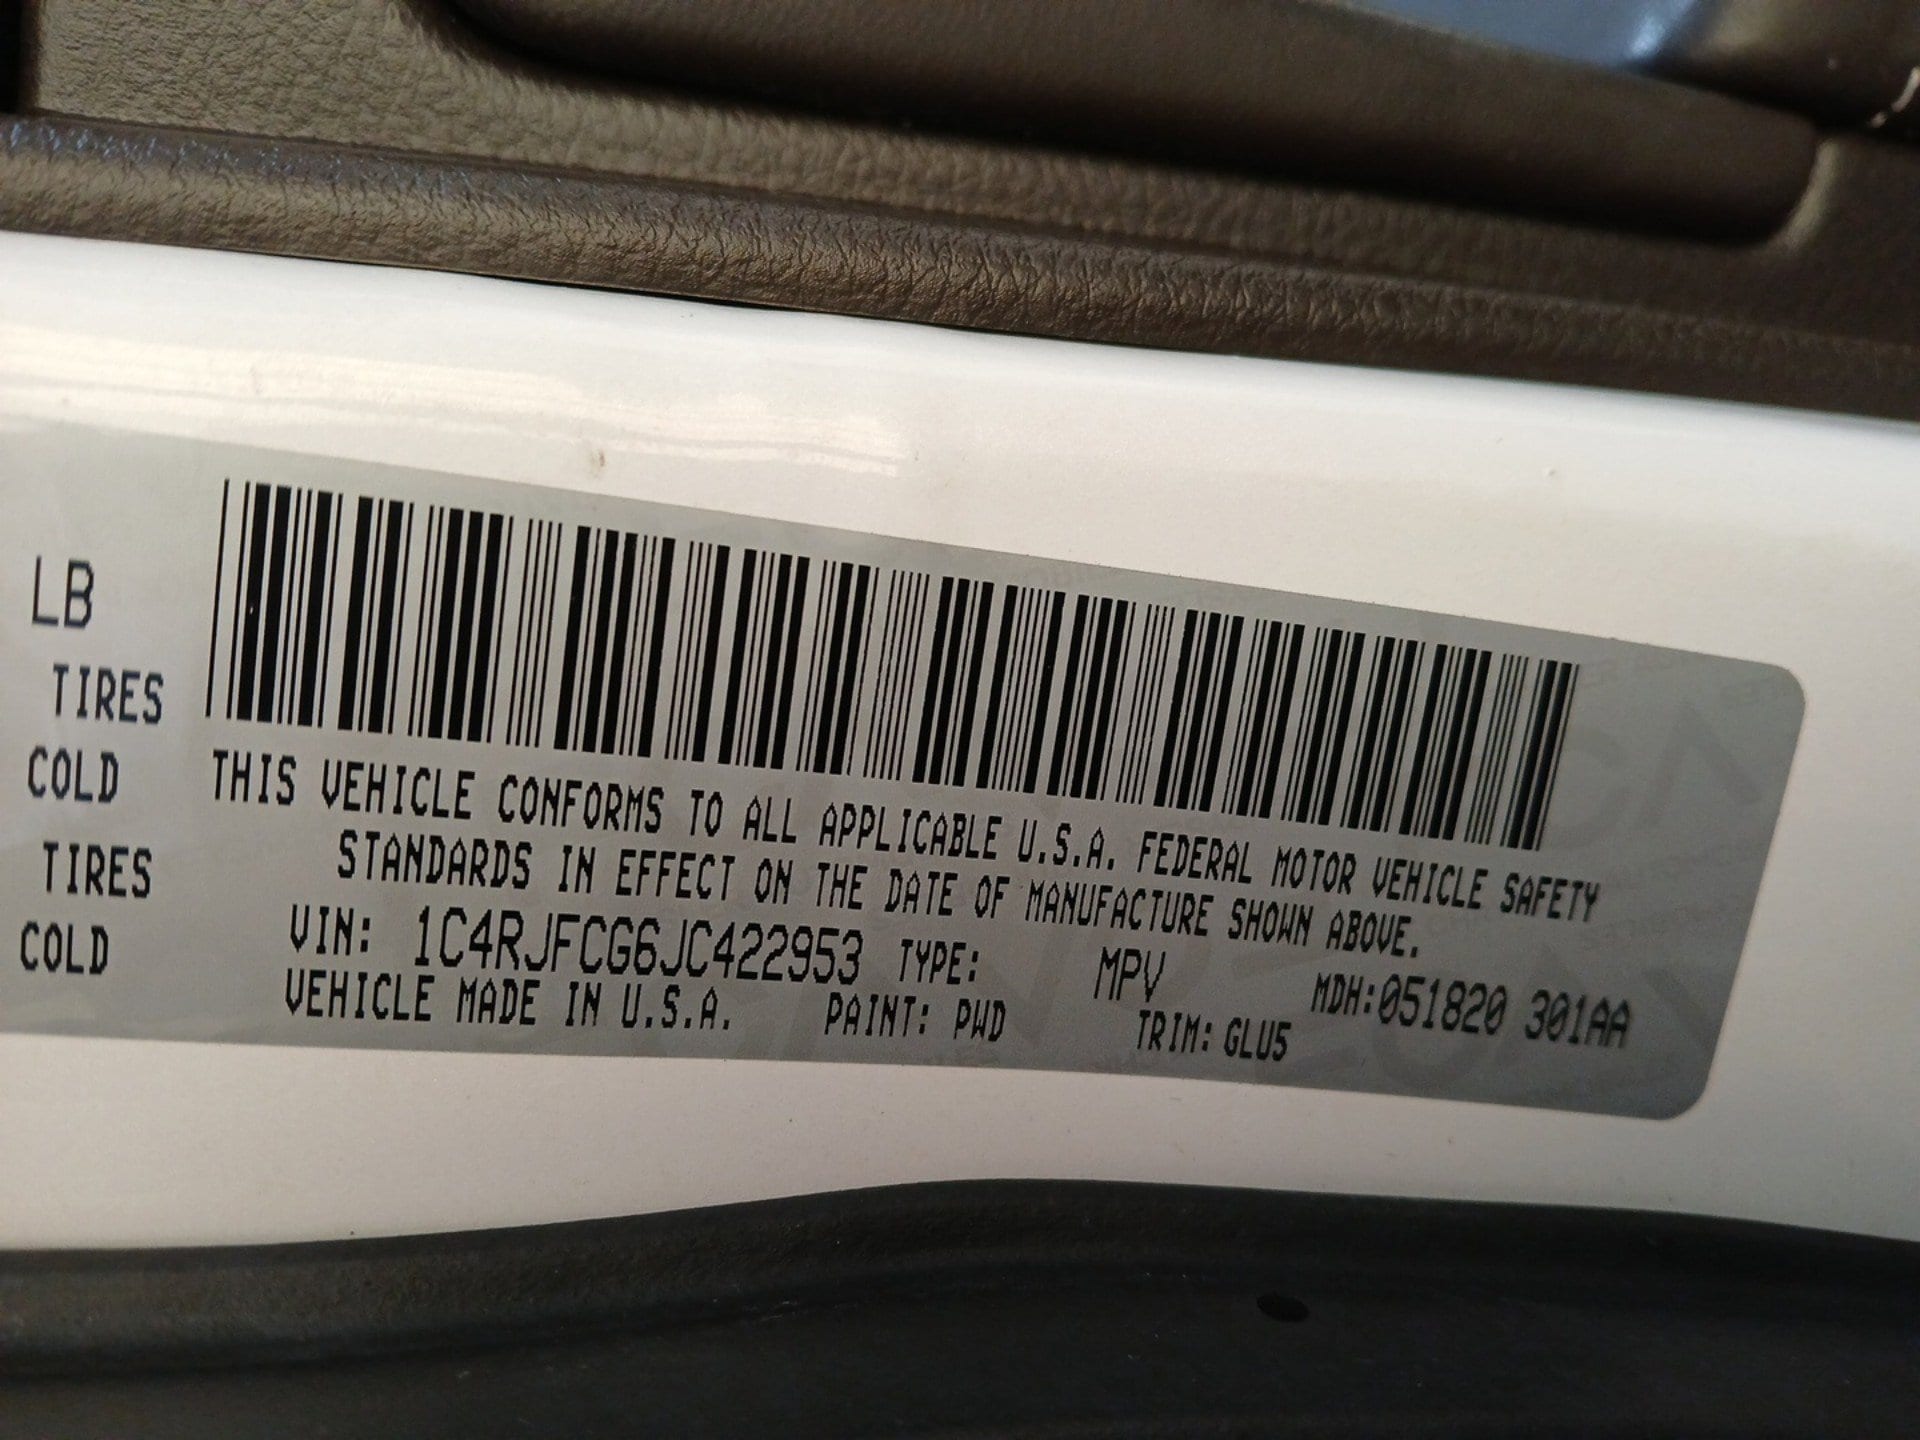 LB
TIRES
COLD
TIRES
COLD
THIS VEHICLE CONFORMS TO ALL APPLICABLE U.S.A. FEDERAL MOTOR VEHICLE SAFETY
STANDARDS IN EFFECT ON THE DATE OF MANUFACTURE SHOWN ABOVE.
VIN: 1C4RJFCG6JC422953 TYPE: MPV MDH:051820 301AA
VEHICLE MADE IN U.S.A. PAINT: PWD TRIM: GLU5